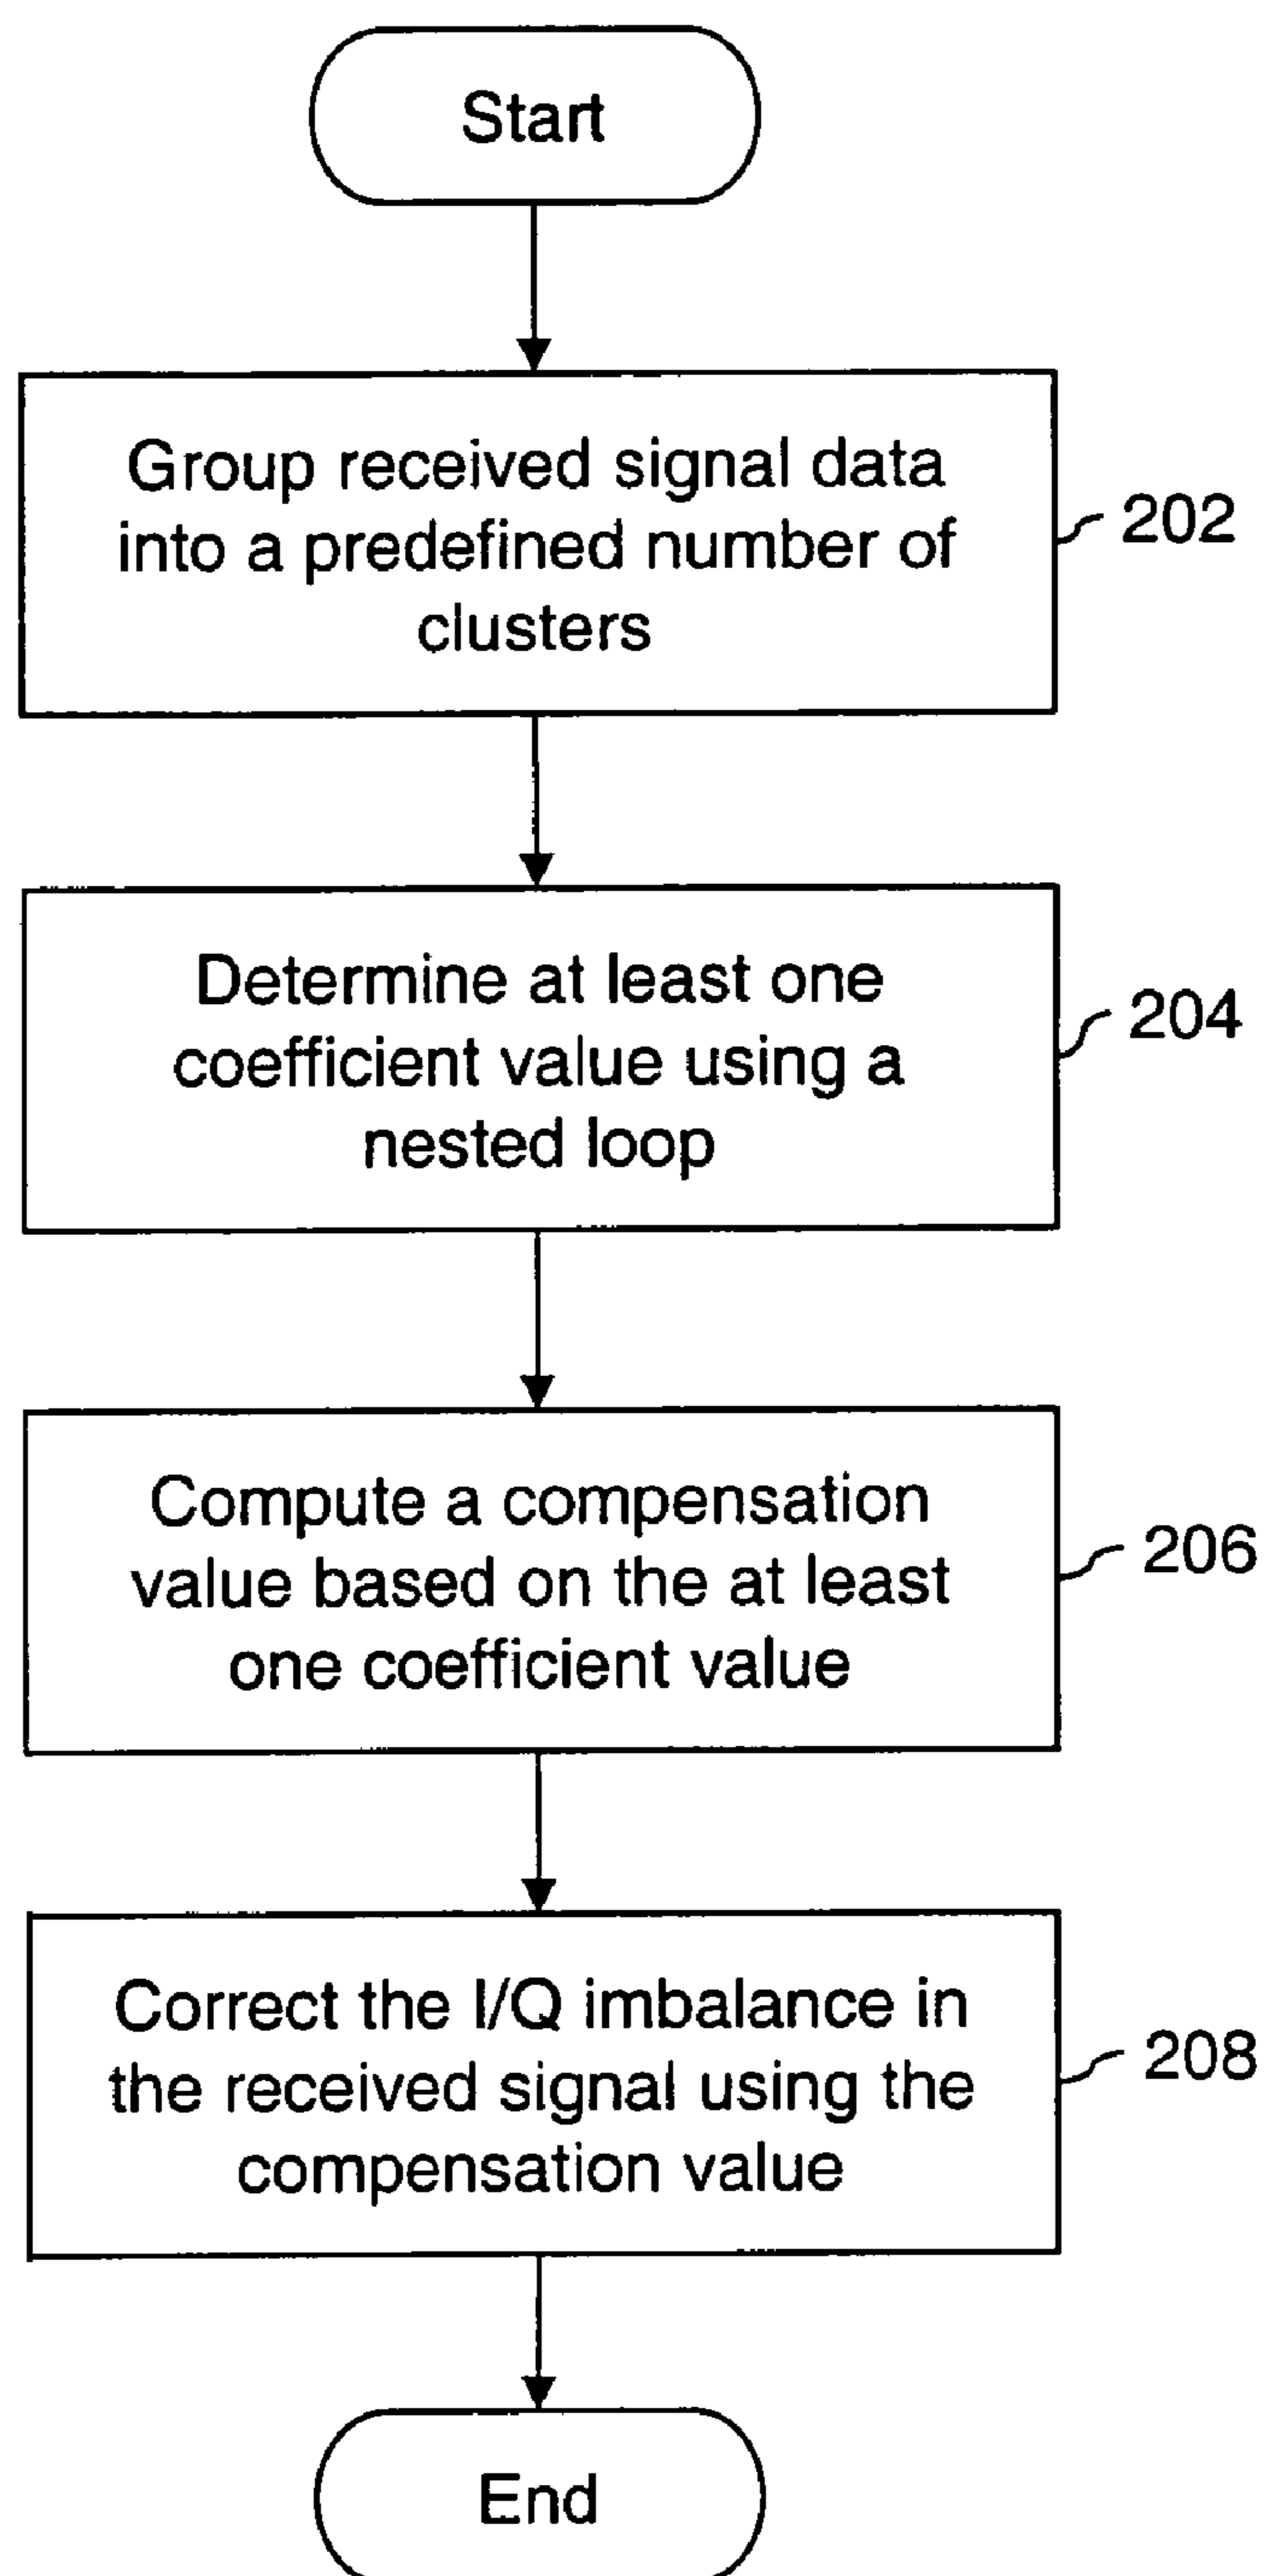 Start
Group received signal data
into a predefined number of
clusters
202
Determine at least one
coefficient value using a
nested loop
204
Compute a compensation
value based on the at least
one coefficient value
206
Correct the I/Q imbalance in
the received signal using the
compensation value
208
End